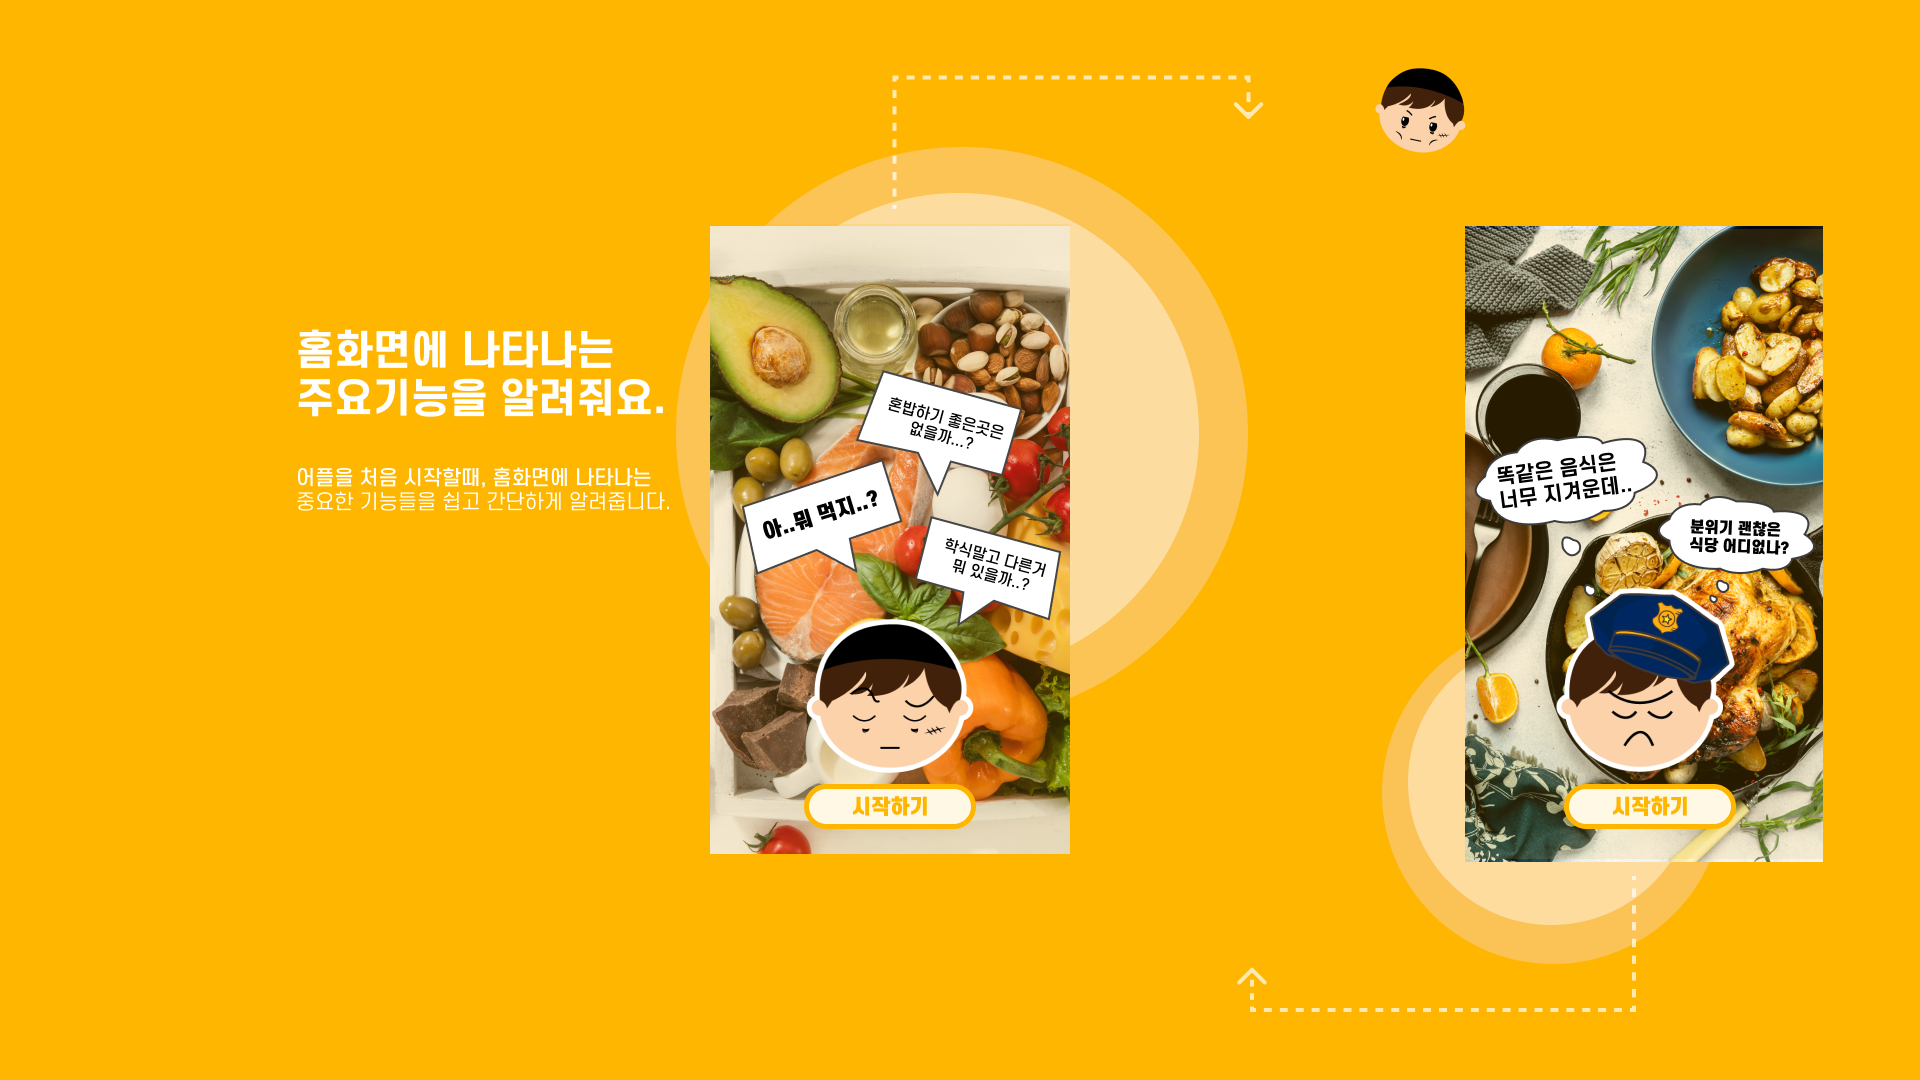 홈화면에 나타나는
주요기능을 알려줘요.
어플을 처음 시작할때, 홈화면에 나타나는
중요한 기능들을 쉽고 간단하게 알려줍니다.
혼밥하기 좋은곳은
없을까...?
아..뭐 먹지..?
학식말고 다른거
뭐 있을까..?
시작하기
똑같은 음식은
너무 지겨운데..
분위기 괜찮은
식당 어디없나?
시작하기